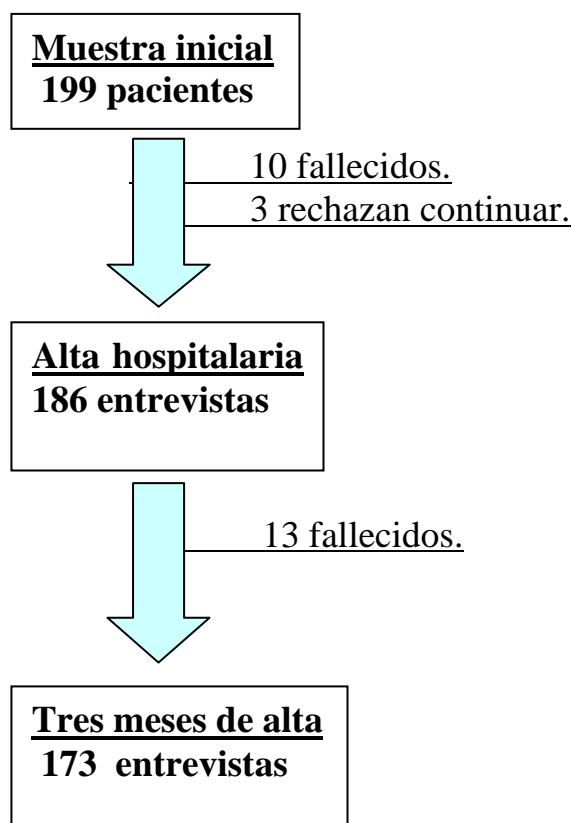 Muestra inicial
199 pacientes
10 fallecidos.
3 rechazan continuar.
Alta hospitalaria
186 entrevistas
13 fallecidos.
Tres meses de alta
173 entrevistas